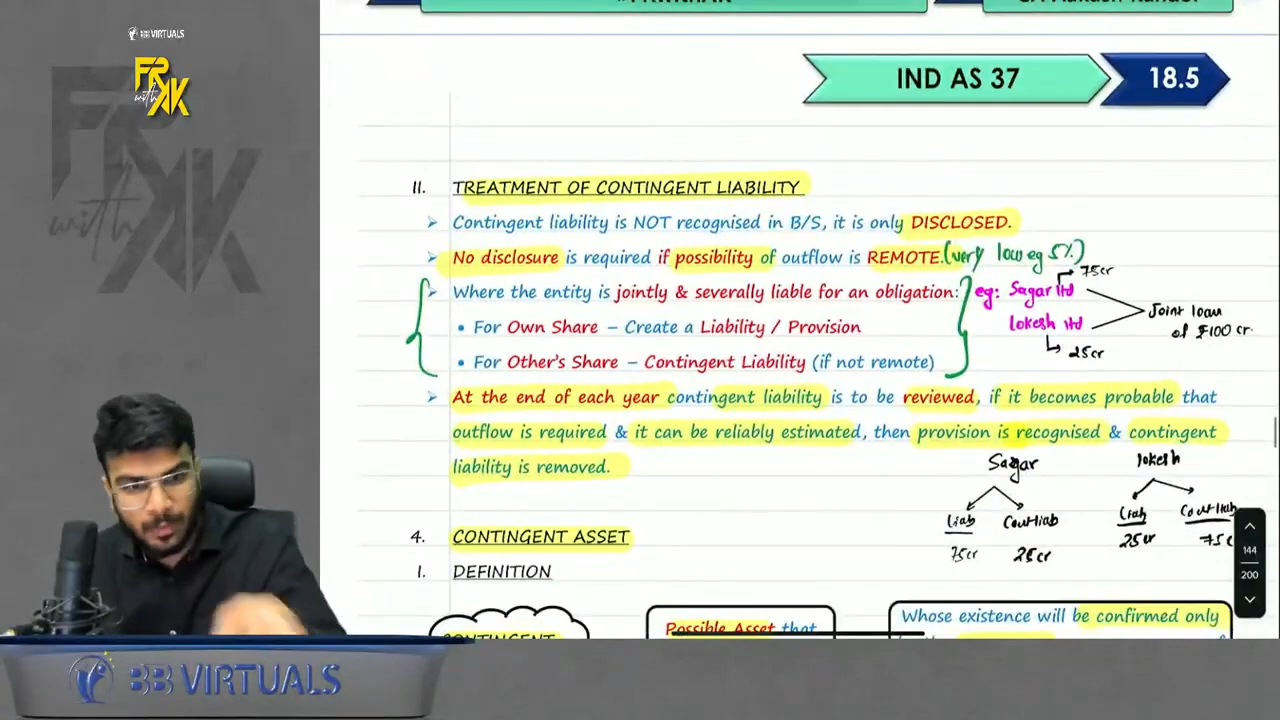 BB VIRTUALS
FR
with
AK
IND AS 37
18.5
II. TREATMENT OF CONTINGENT LIABILITY
➢ Contingent liability is NOT recognised in B/S, it is only DISCLOSED.
➢ No disclosure is required if possibility of outflow is REMOTE. (very low eg 5%)
➢ Where the entity is jointly & severally liable for an obligation:
• For Own Share – Create a Liability / Provision
• For Other's Share – Contingent Liability (if not remote)
eg: Sagar ltd
75cr
Lokesh ltd
25cr
Joint loan
of ₹100 cr.
➢ At the end of each year contingent liability is to be reviewed, if it becomes probable that
outflow is required & it can be reliably estimated, then provision is recognised & contingent
liability is removed.
Sagar
Liab
75cr
Cont liab
25cr
Lokesh
Liab
25cr
Cont liab
4. CONTINGENT ASSET
I. DEFINITION
CONTINGENT
Possible Asset that
Whose existence will be confirmed only
144
200
BB VIRTUALS